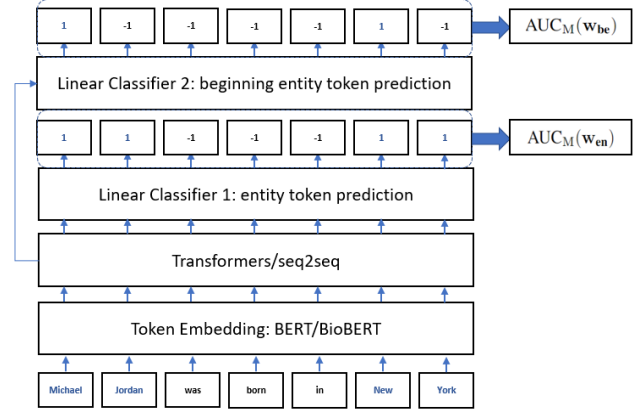 1 -1 -1 -1 -1 1 -1 AUC_M(w_be)
Linear Classifier 2: beginning entity token prediction
1 1 -1 -1 -1 1 1 AUC_M(w_en)
Linear Classifier 1: entity token prediction
Transformers/seq2seq
Token Embedding: BERT/BioBERT
Michael Jordan was born in New York